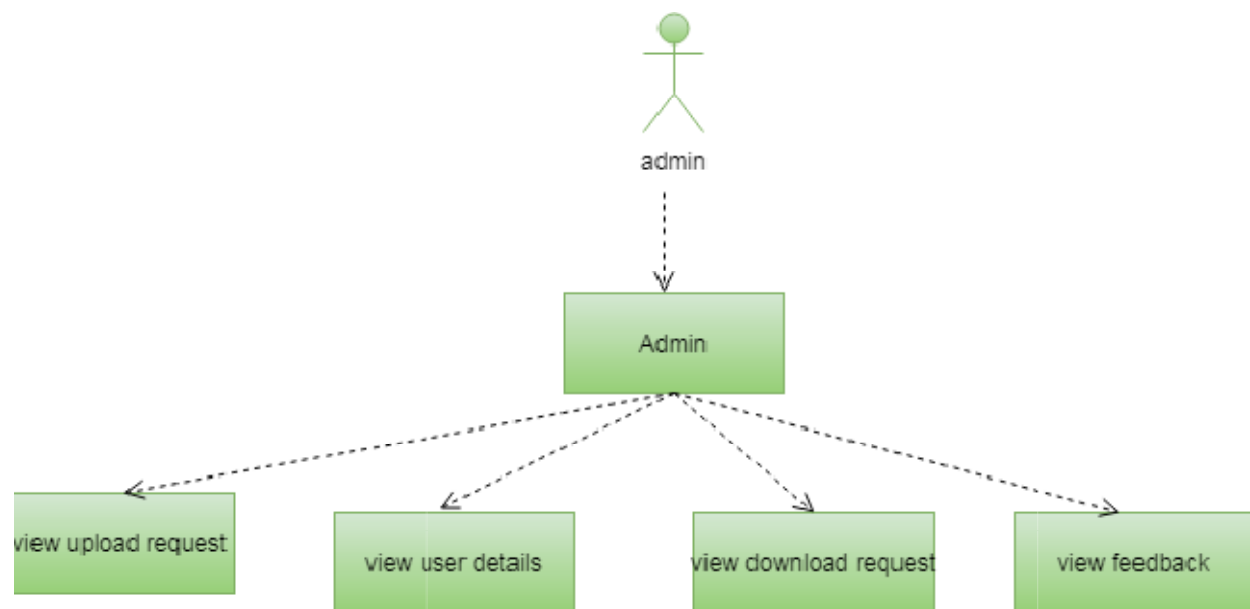 admin
Admin
view upload request
view user details
view download request
view feedback